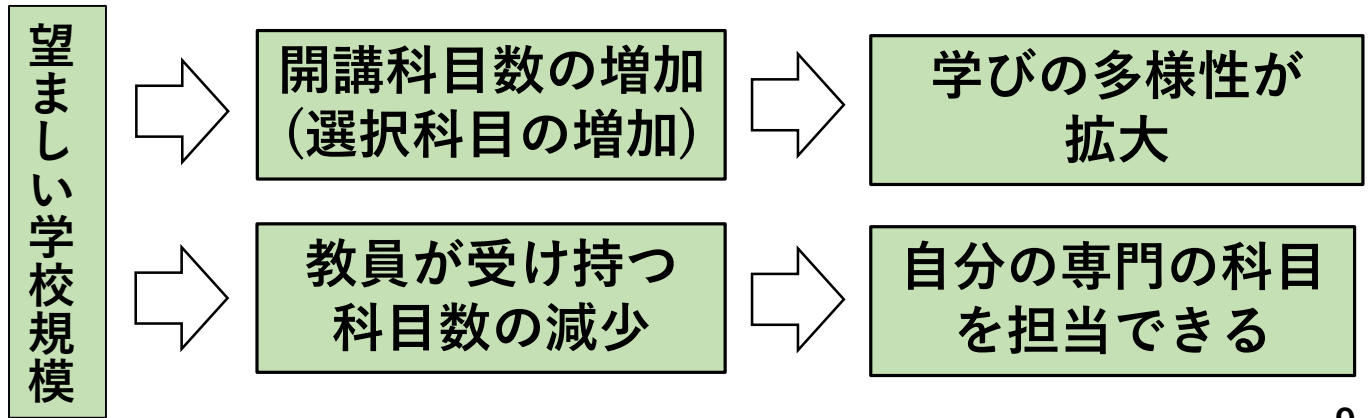 望ましい学校規模
開講科目数の増加
(選択科目の増加)
学びの多様性が
拡大
教員が受け持つ
科目数の減少
自分の専門の科目
を担当できる